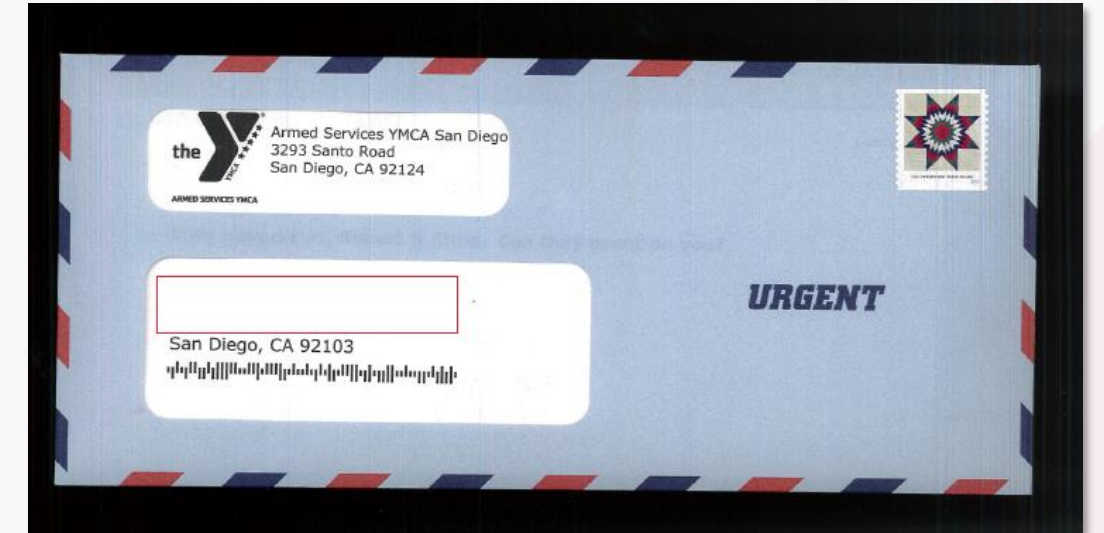 the
YMCA
ARMED SERVICES YMCA
Armed Services YMCA San Diego
3293 Santo Road
San Diego, CA 92124
URGENT
San Diego, CA 92103